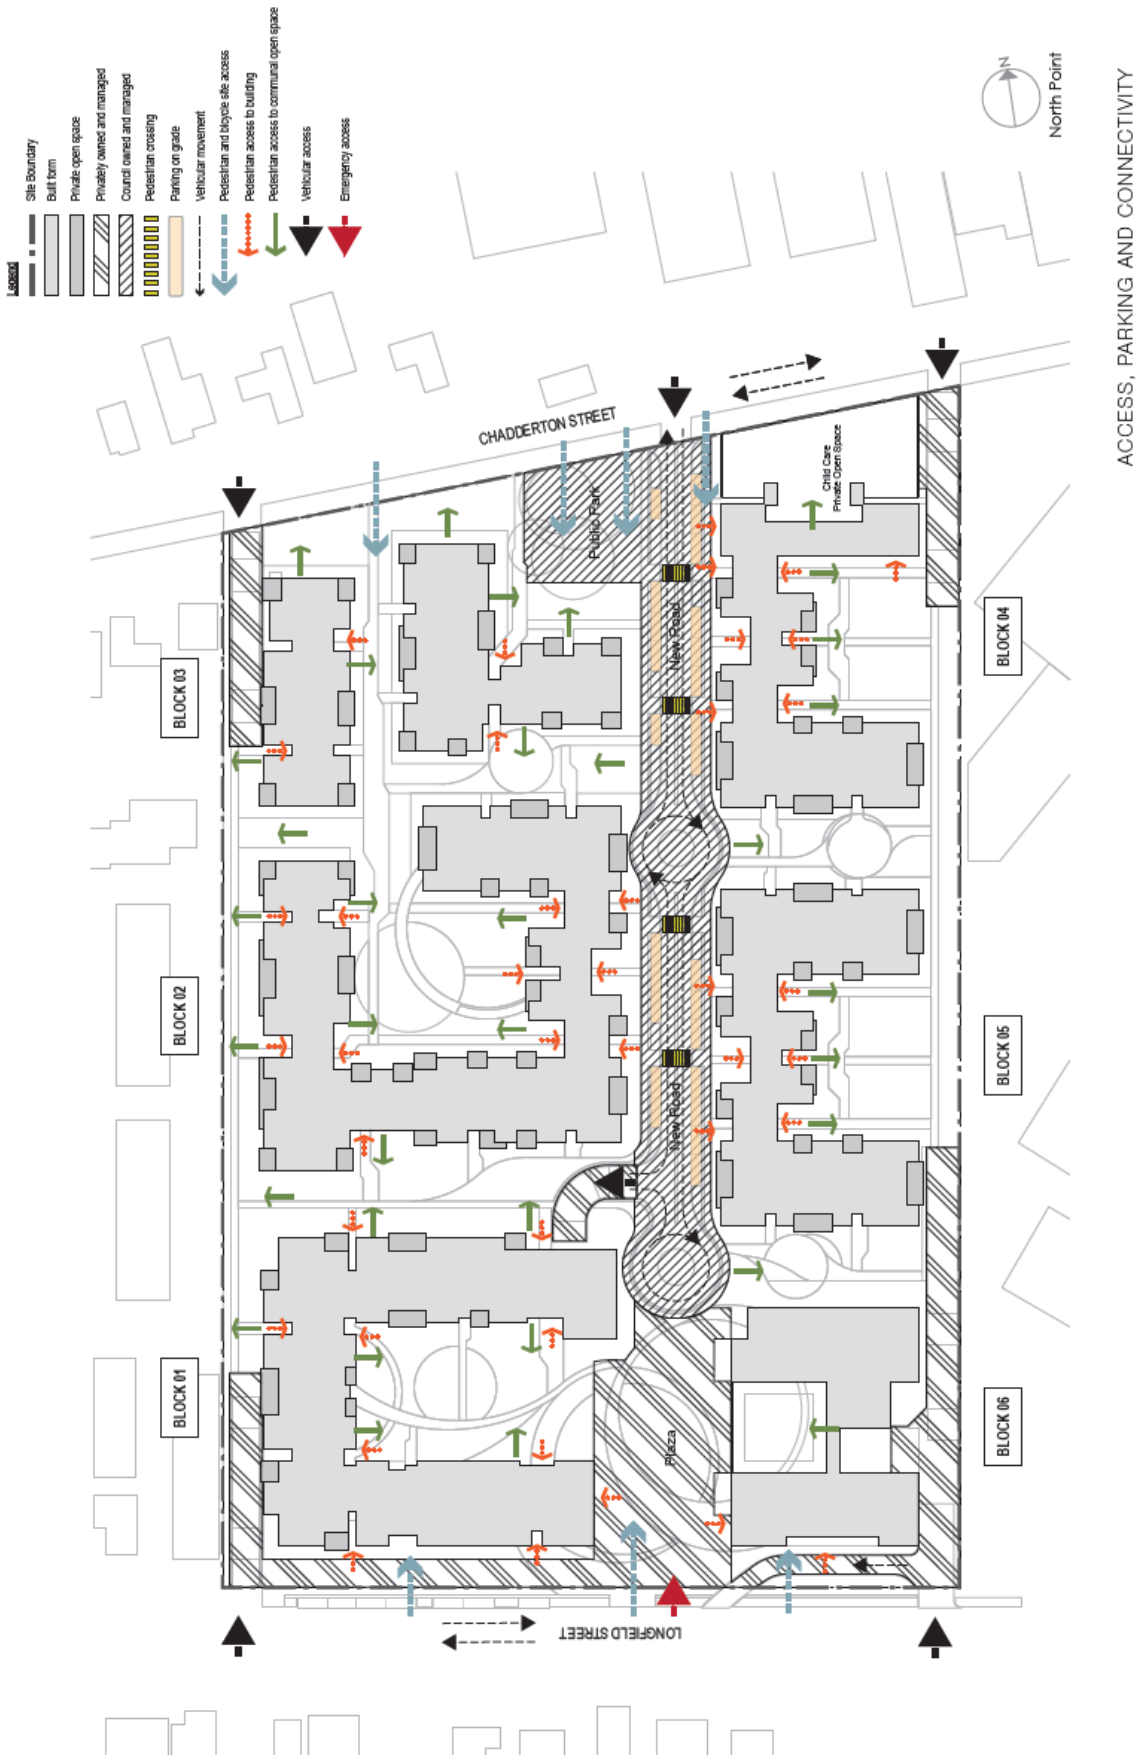 Legend
Site Boundary
Built form
Private open space
Privately owned and managed
Council owned and managed
Pedestrian crossing
Parking on grade
Vehicular movement
Pedestrian and bicycle site access
Pedestrian access to building
Pedestrian access to communal open space
Vehicular access
Emergency access
N
North Point
ACCESS, PARKING AND CONNECTIVITY
CHADDERTON STREET
Public Park
Child Care
Private Open Space
New Road
New Road
Plaza
LONGFIELD STREET
BLOCK 03
BLOCK 02
BLOCK 01
BLOCK 04
BLOCK 05
BLOCK 06